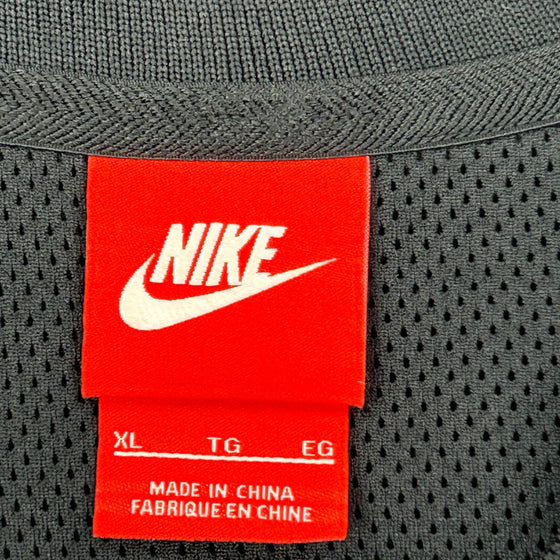 NIKE
XL TG EG
MADE IN CHINA
FABRIQUE EN CHINE